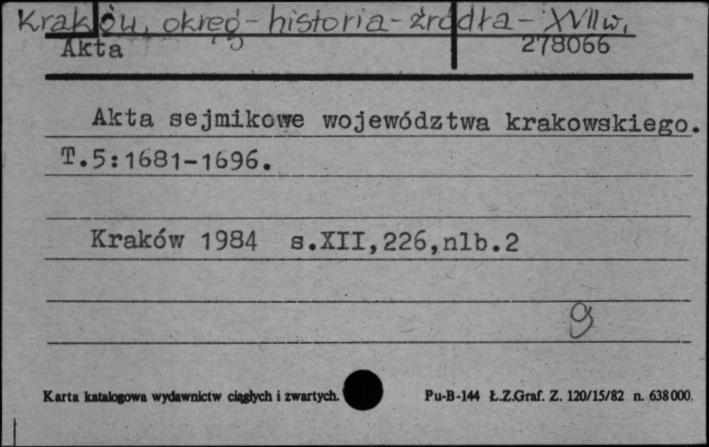 Kraków, okręg - historia - źródła - XVII w.
Akta 278066
Akta sejmikowe województwa krakowskiego.
T.5:1681-1696.
Kraków 1984 s.XII,226,nlb.2
g
Karta katalogowa wydawnictw ciągłych i zwartych. Pu-B-144 Ł.Z.Graf. Z. 120/15/82 n. 638000.